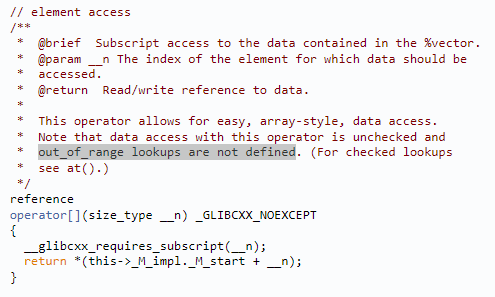 // element access
/**
 *  @brief  Subscript access to the data contained in the %vector.
 *  @param __n The index of the element for which data should be
 *  accessed.
 *  @return  Read/write reference to data.
 *
 *  This operator allows for easy, array-style, data access.
 *  Note that data access with this operator is unchecked and
 *  out_of_range lookups are not defined. (For checked lookups
 *  see at().)
 */
reference
operator[](size_type __n) _GLIBCXX_NOEXCEPT
{
  __glibcxx_requires_subscript(__n);
  return *(this->_M_impl._M_start + __n);
}